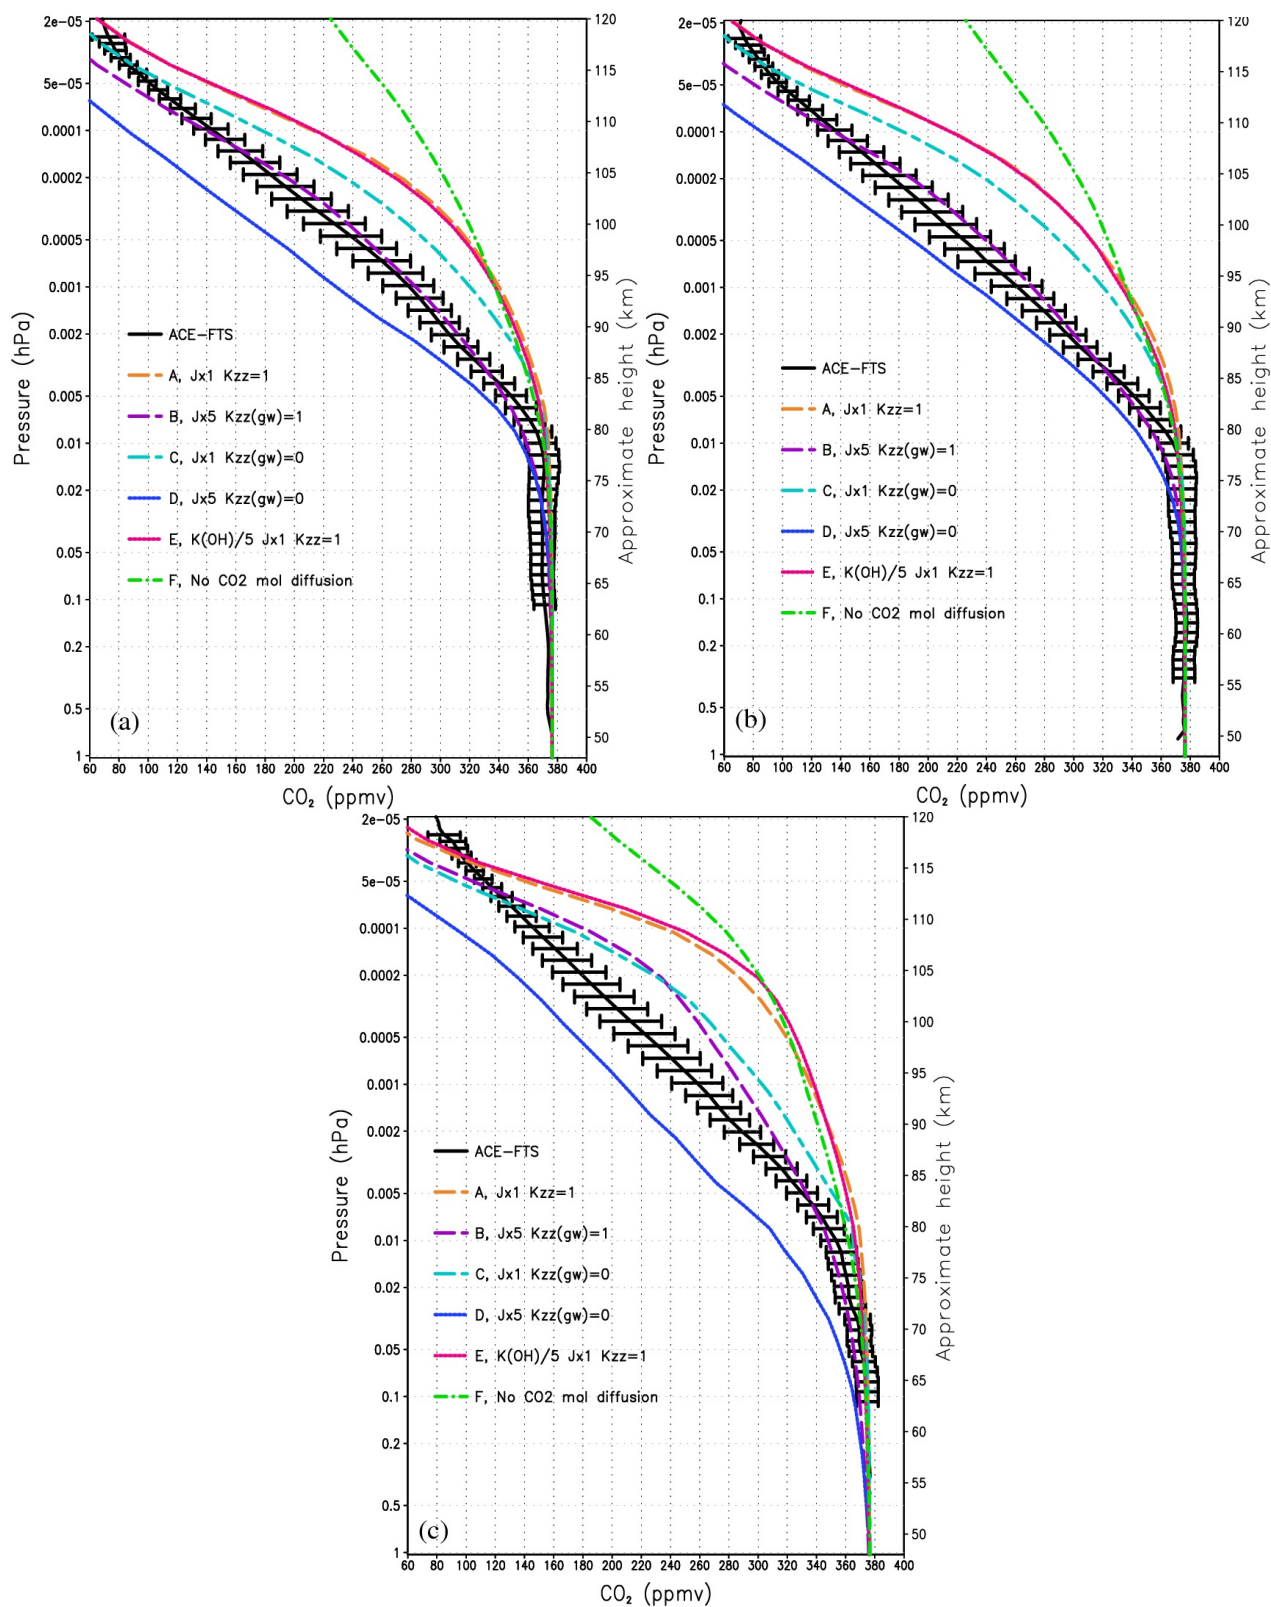 2e-05
5e-05
0.0001
0.0002
0.0005
0.001
0.002
0.005
0.01
0.02
0.05
0.1
0.2
0.5
1
Pressure (hPa)
ACE-FTS
A, Jx1 Kzz=1
B, Jx5 Kzz(gw)=1
C, Jx1 Kzz(gw)=0
D, Jx5 Kzz(gw)=0
E, K(OH)/5 Jx1 Kzz=1
F, No CO2 mol diffusion
(a)
60 80 100 120 140 160 180 200 220 240 260 280 300 320 340 360 380 400
CO₂ (ppmv)
120
115
110
105
100
95
90
85
80
75
70
65
60
55
50
Approximate height (km)
2e-05
5e-05
0.0001
0.0002
0.0005
0.001
0.002
0.005
0.01
0.02
0.05
0.1
0.2
0.5
1
Pressure (hPa)
ACE-FTS
A, Jx1 Kzz=1
B, Jx5 Kzz(gw)=1
C, Jx1 Kzz(gw)=0
D, Jx5 Kzz(gw)=0
E, K(OH)/5 Jx1 Kzz=1
F, No CO2 mol diffusion
(b)
60 80 100 120 140 160 180 200 220 240 260 280 300 320 340 360 380 400
CO₂ (ppmv)
120
115
110
105
100
95
90
85
80
75
70
65
60
55
50
Approximate height (km)
2e-05
5e-05
0.0001
0.0002
0.0005
0.001
0.002
0.005
0.01
0.02
0.05
0.1
0.2
0.5
1
Pressure (hPa)
ACE-FTS
A, Jx1 Kzz=1
B, Jx5 Kzz(gw)=1
C, Jx1 Kzz(gw)=0
D, Jx5 Kzz(gw)=0
E, K(OH)/5 Jx1 Kzz=1
F, No CO2 mol diffusion
(c)
60 80 100 120 140 160 180 200 220 240 260 280 300 320 340 360 380 400
CO₂ (ppmv)
120
115
110
105
100
95
90
85
80
75
70
65
60
55
50
Approximate height (km)